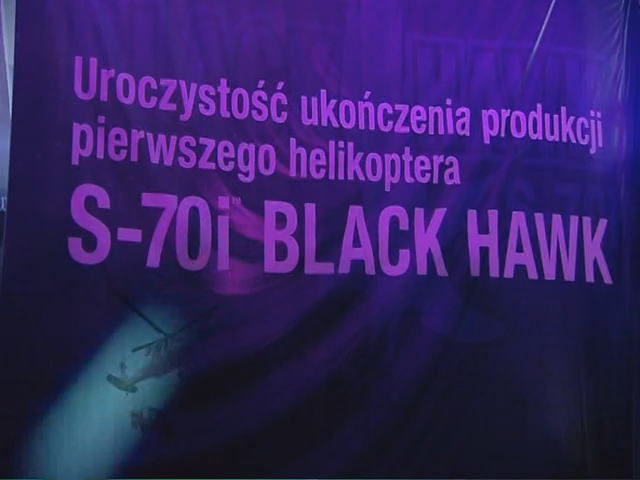 Uroczystość ukończenia produkcji
pierwszego helikoptera
S-70i™ BLACK HAWK